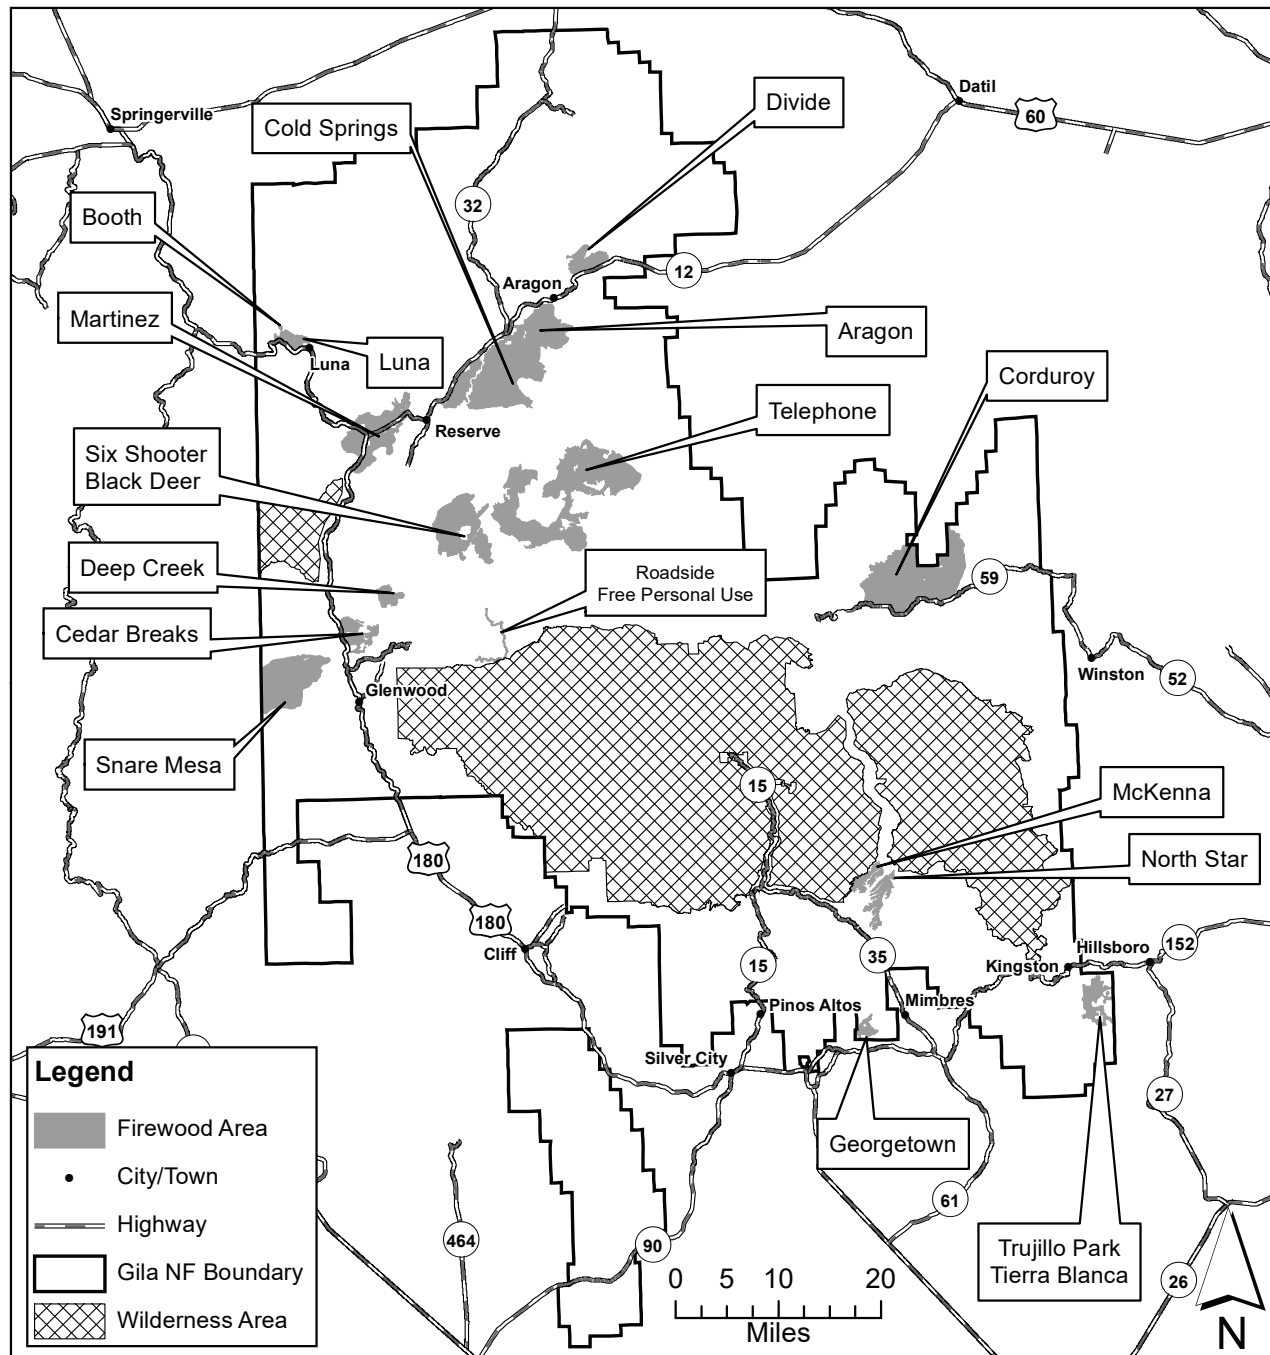 Datil
60
Divide
Springerville
Cold Springs
32
Booth
12
Aragon
Martinez
Aragon
Luna
Luna
Corduroy
Telephone
Reserve
Six Shooter
Black Deer
Deep Creek
Roadside
Free Personal Use
59
Cedar Breaks
Winston
52
Glenwood
Snare Mesa
15
McKenna
180
North Star
180
Cliff
15
35
Hillsboro
152
Kingston
Mimbres
Pinos Altos
191
Silver City
27
Georgetown
61
464
90
Trujillo Park
Tierra Blanca
26
Legend
Firewood Area
City/Town
Highway
Gila NF Boundary
Wilderness Area
0 5 10 20
Miles
N